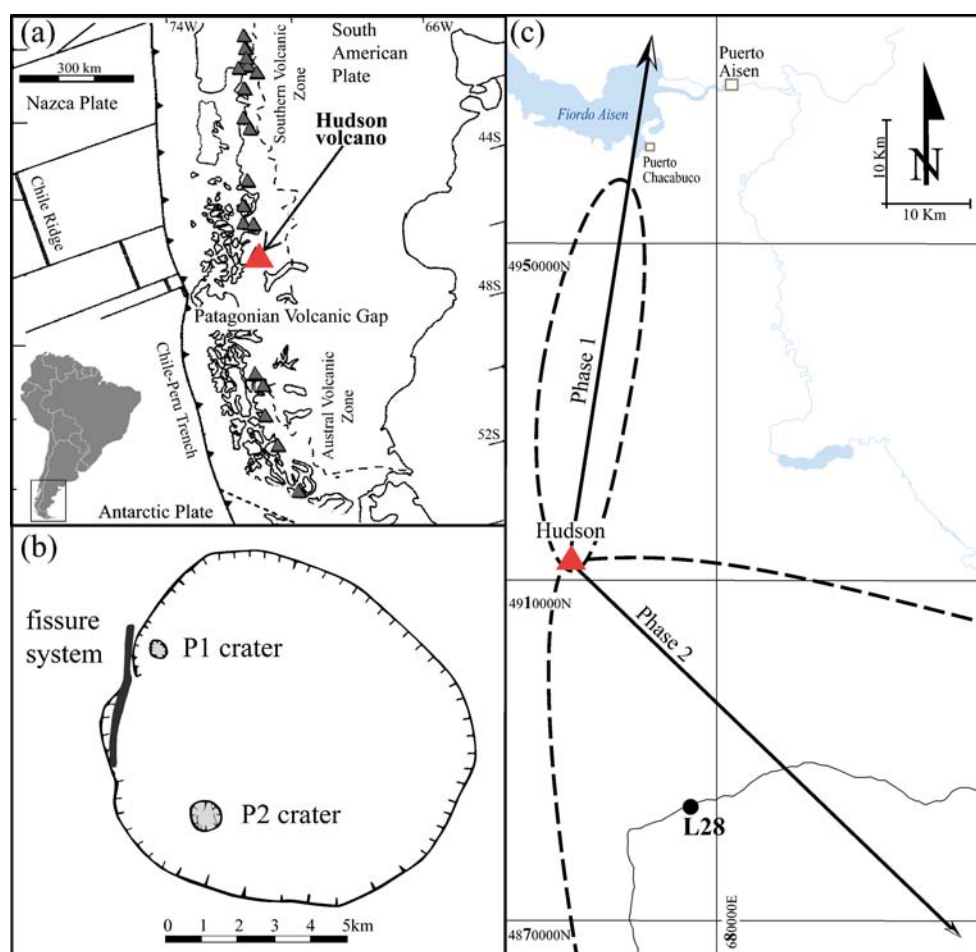 (a)
74W
66W
South
American
Plate
300 km
Nazca Plate
Southern Volcanic
Zone
Hudson
volcano
44S
Chile Ridge
48S
Patagonian Volcanic Gap
Chile-Peru Trench
Austral Volcanic
Zone
52S
Antarctic Plate
(b)
fissure
system
P1 crater
P2 crater
0 1 2 3 4 5km
(c)
Puerto
Aisen
Fiordo Aisen
Puerto
Chacabuco
N
10 Km
10 Km
4950000N
Phase 1
Hudson
4910000N
Phase 2
L28
4870000N